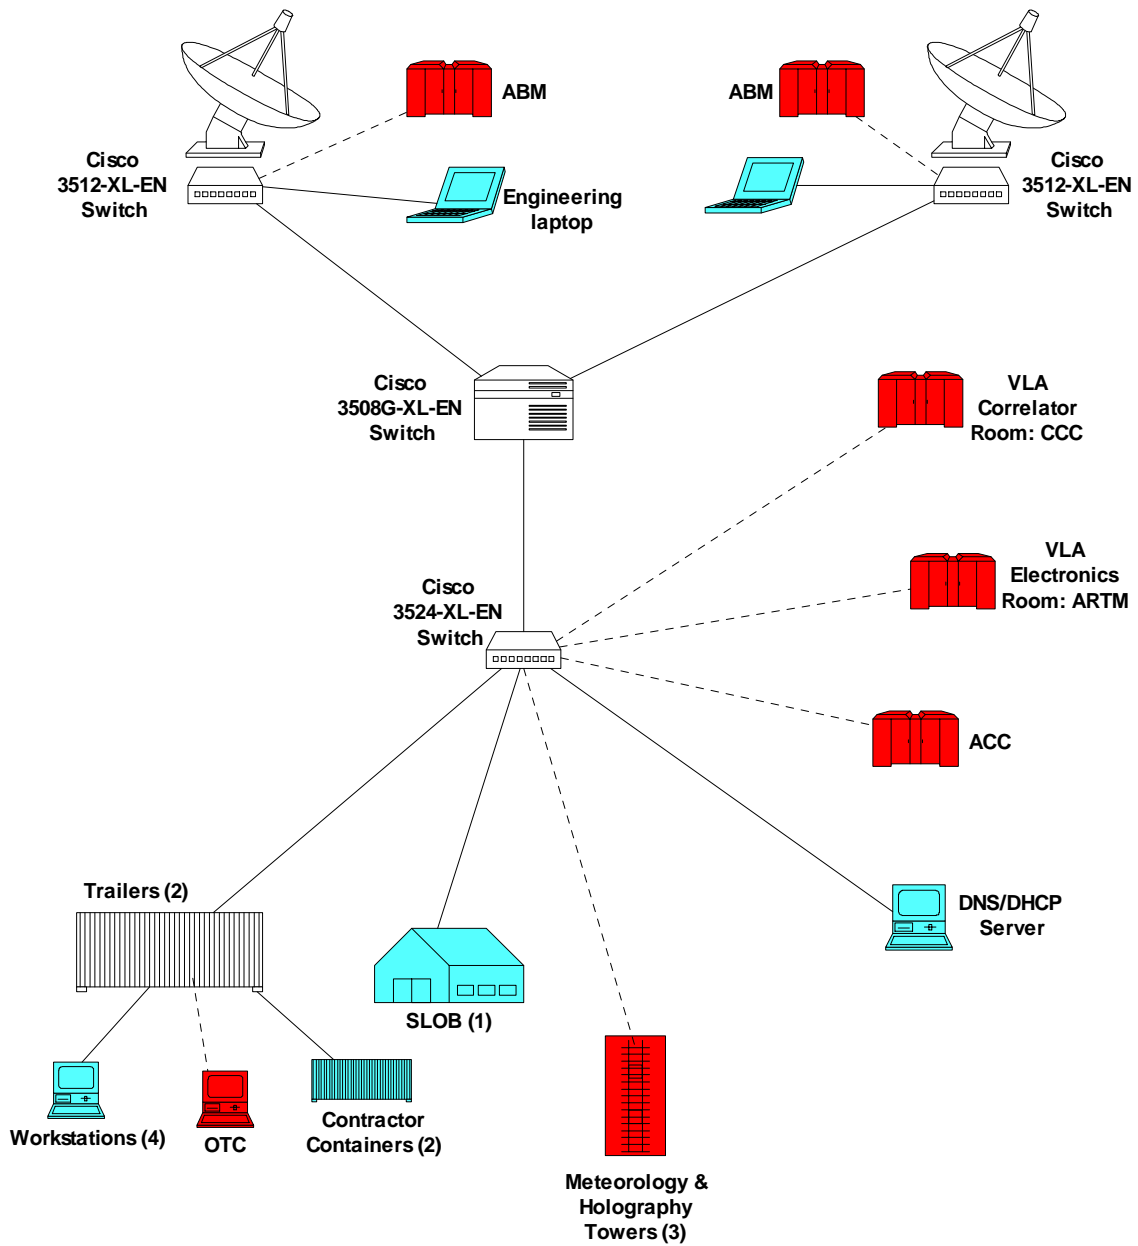 ABM
ABM
Cisco
3512-XL-EN
Switch
Engineering
laptop
Cisco
3512-XL-EN
Switch
Cisco
3508G-XL-EN
Switch
VLA
Correlator
Room: CCC
VLA
Electronics
Room: ARTM
Cisco
3524-XL-EN
Switch
ACC
Trailers (2)
DNS/DHCP
Server
SLOB (1)
Workstations (4)
OTC
Contractor
Containers (2)
Meteorology &
Holography
Towers (3)